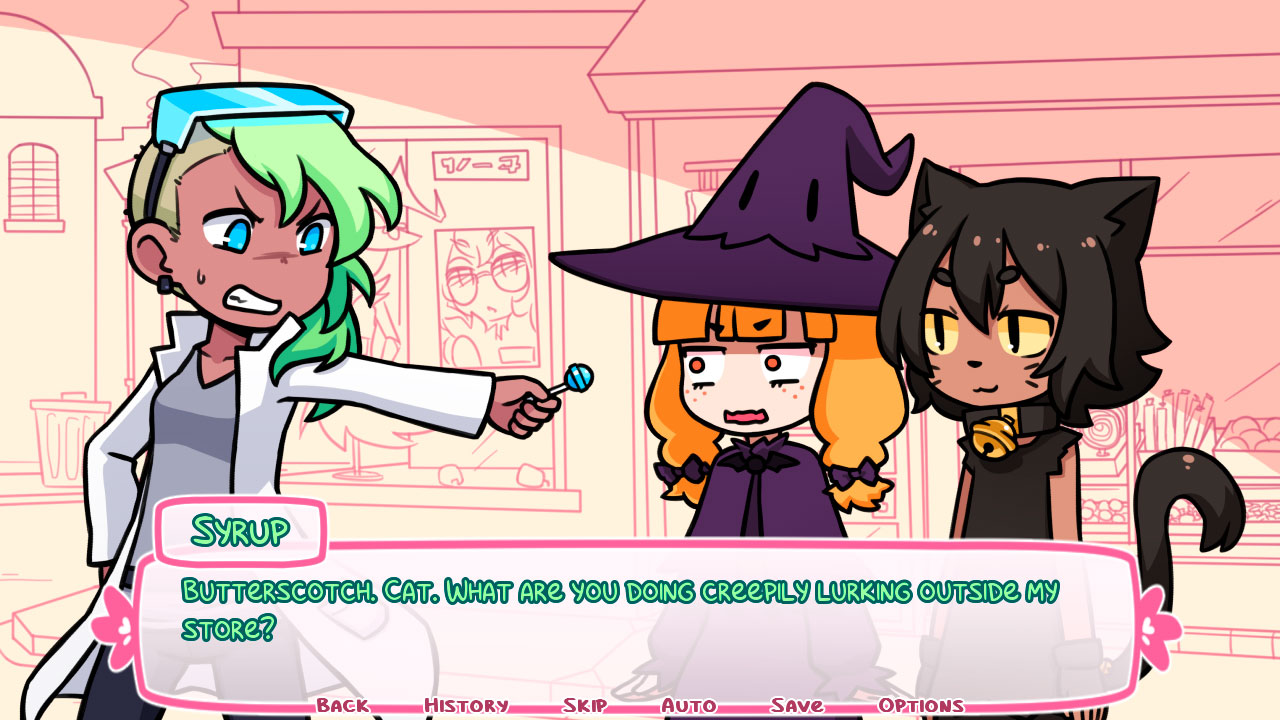 Syrup
Butterscotch. Cat. What are you doing creepily lurking outside my
store?
Back History Skip Auto Save Options